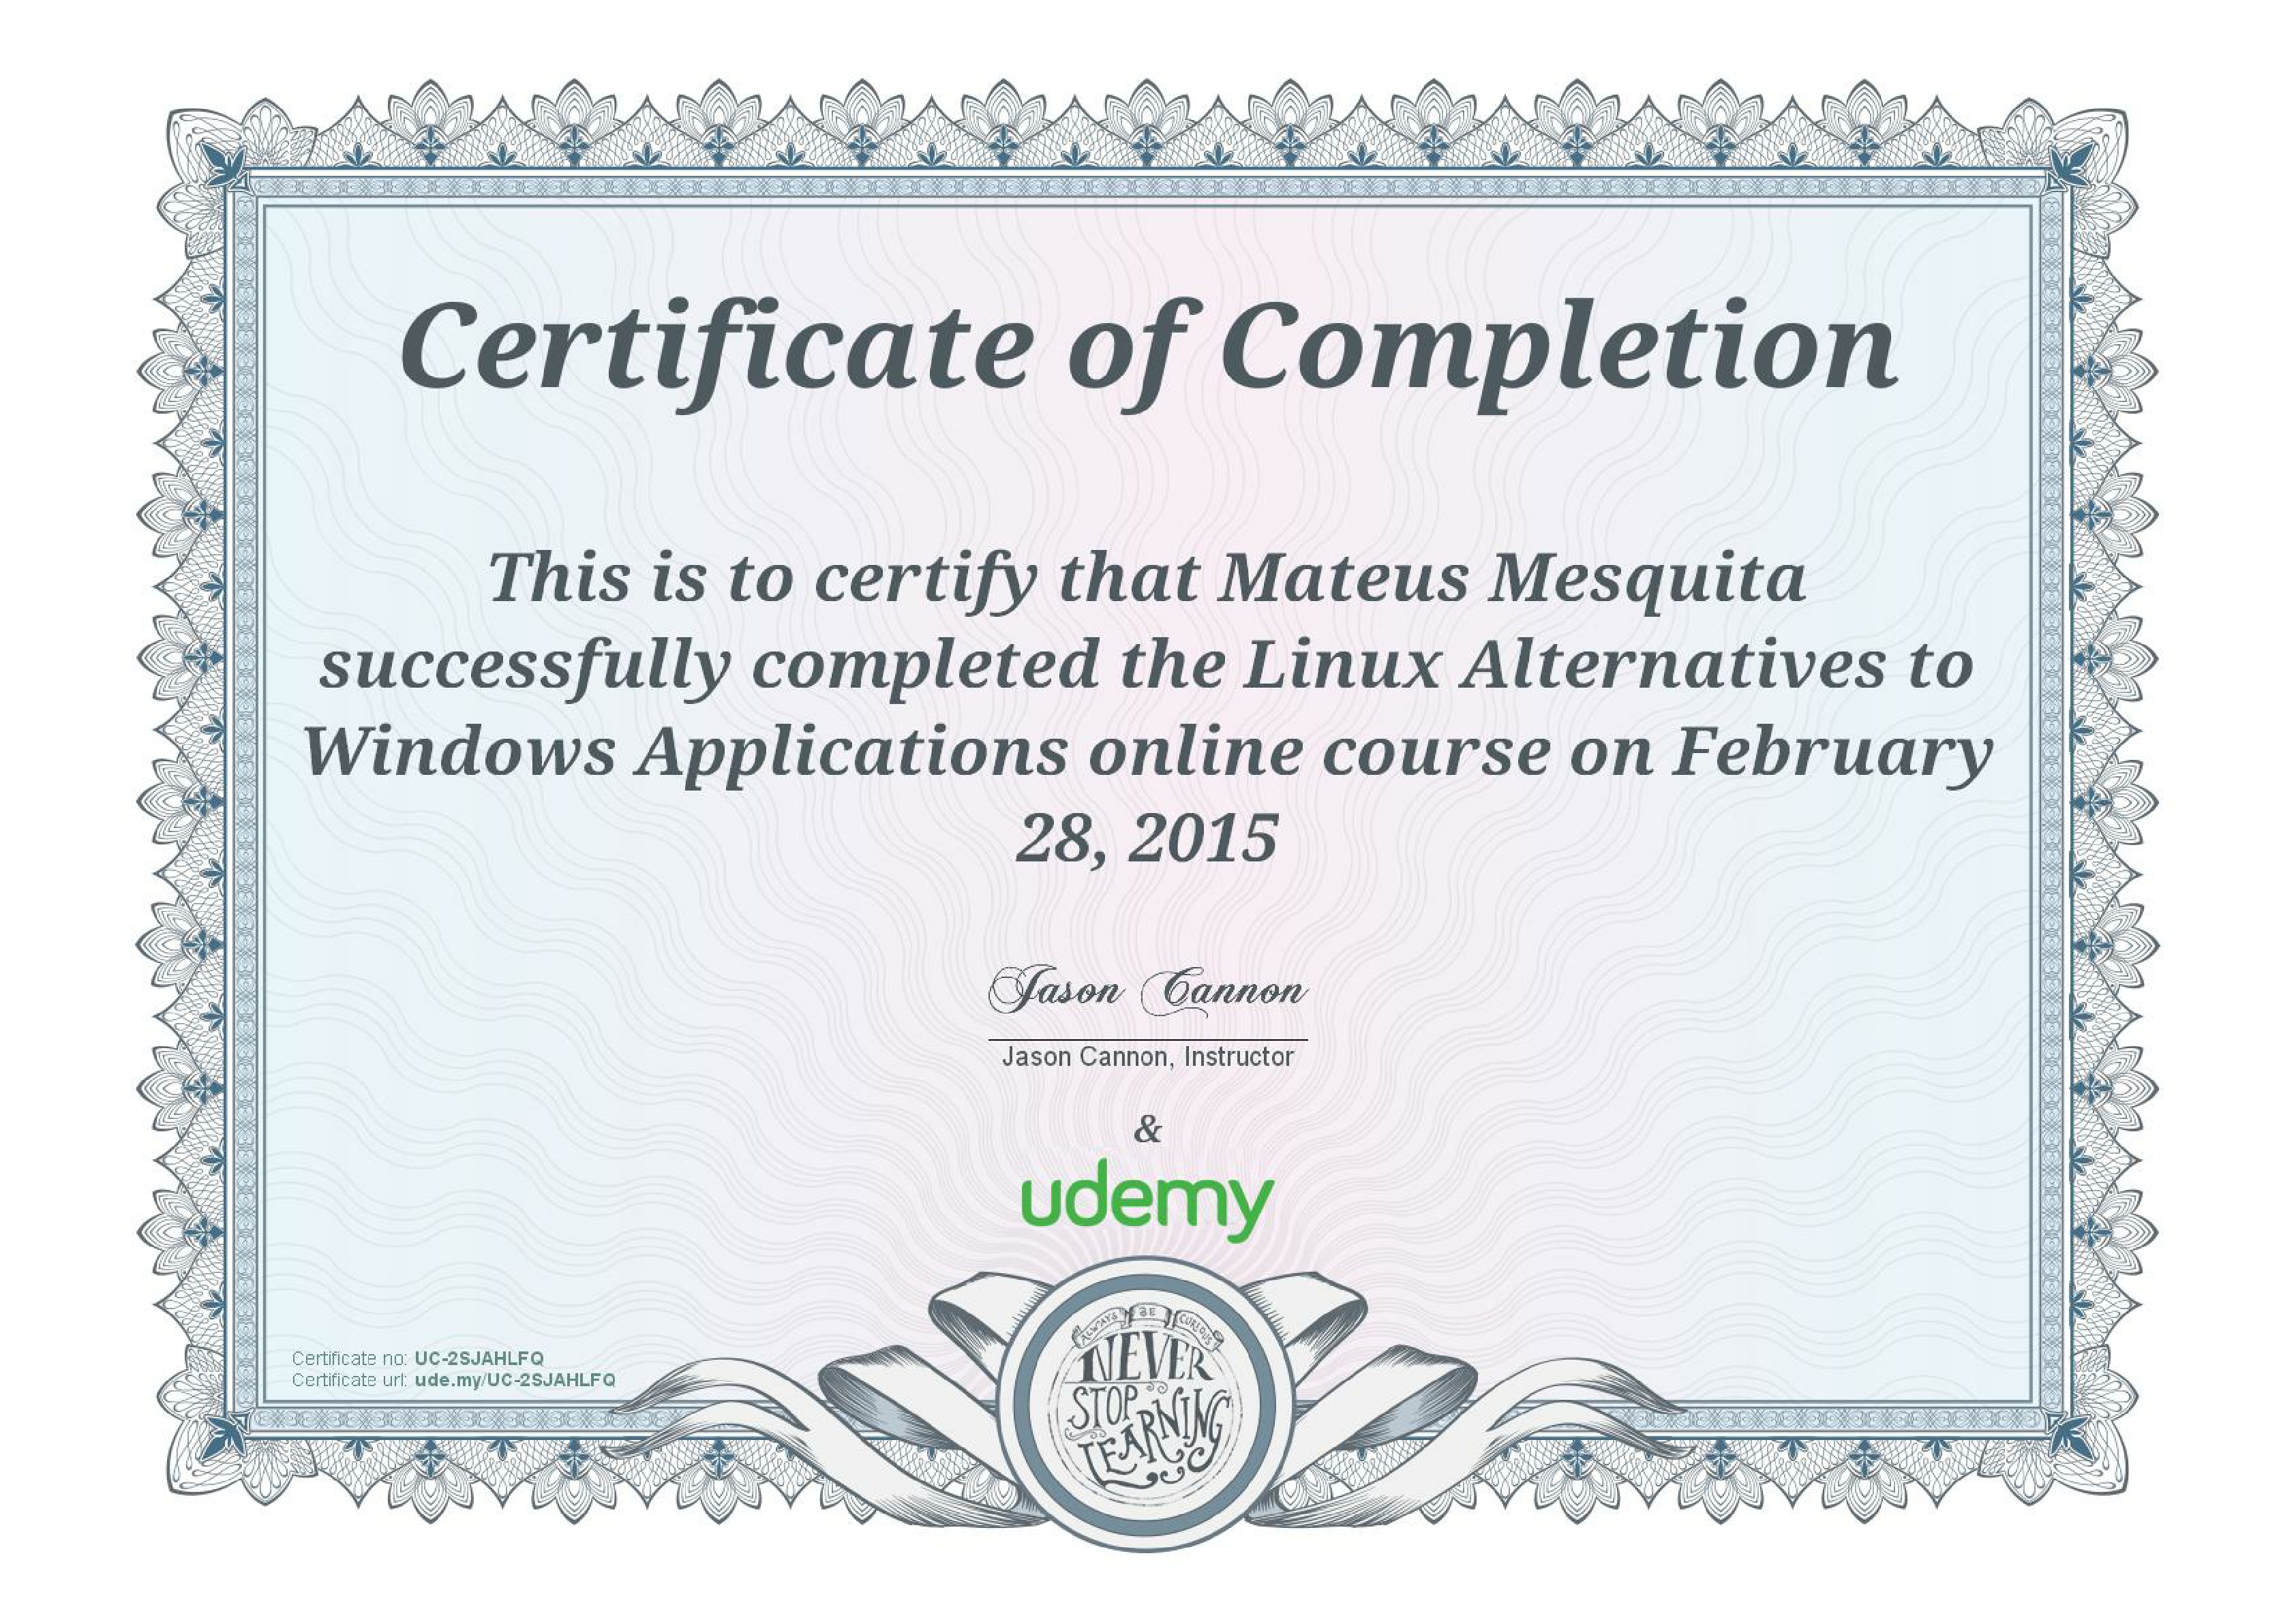 Certificate of Completion
This is to certify that Mateus Mesquita
successfully completed the Linux Alternatives to
Windows Applications online course on February
28, 2015
Jason Cannon
Jason Cannon, Instructor
&
udemy
ALWAYS BE CURIOUS
NEVER
STOP
LEARNING
Certificate no: UC-2SJAHLFQ
Certificate url: ude.my/UC-2SJAHLFQ